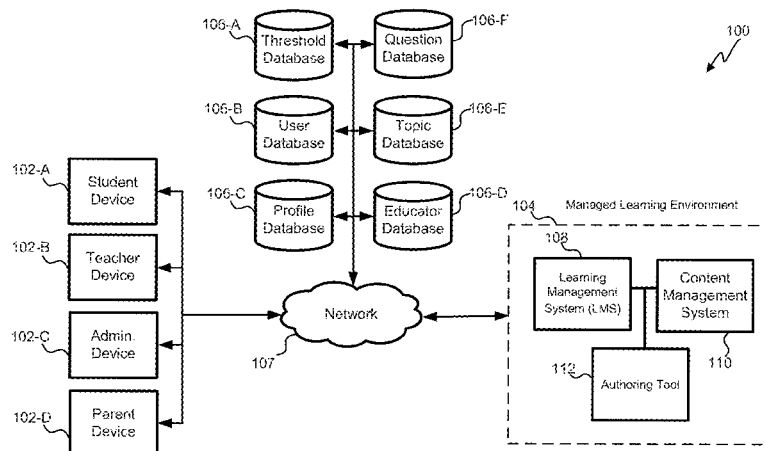 106-A
Threshold
Database
Question
Database
106-F
100
106-B
User
Database
Topic
Database
106-E
102-A
Student
Device
106-C
Profile
Database
Educator
Database
106-D
104
Managed Learning Environment
102-B
Teacher
Device
108
Learning
Management
System (LMS)
Content
Management
System
Network
102-C
Admin.
Device
107
110
112
Authoring Tool
102-D
Parent
Device